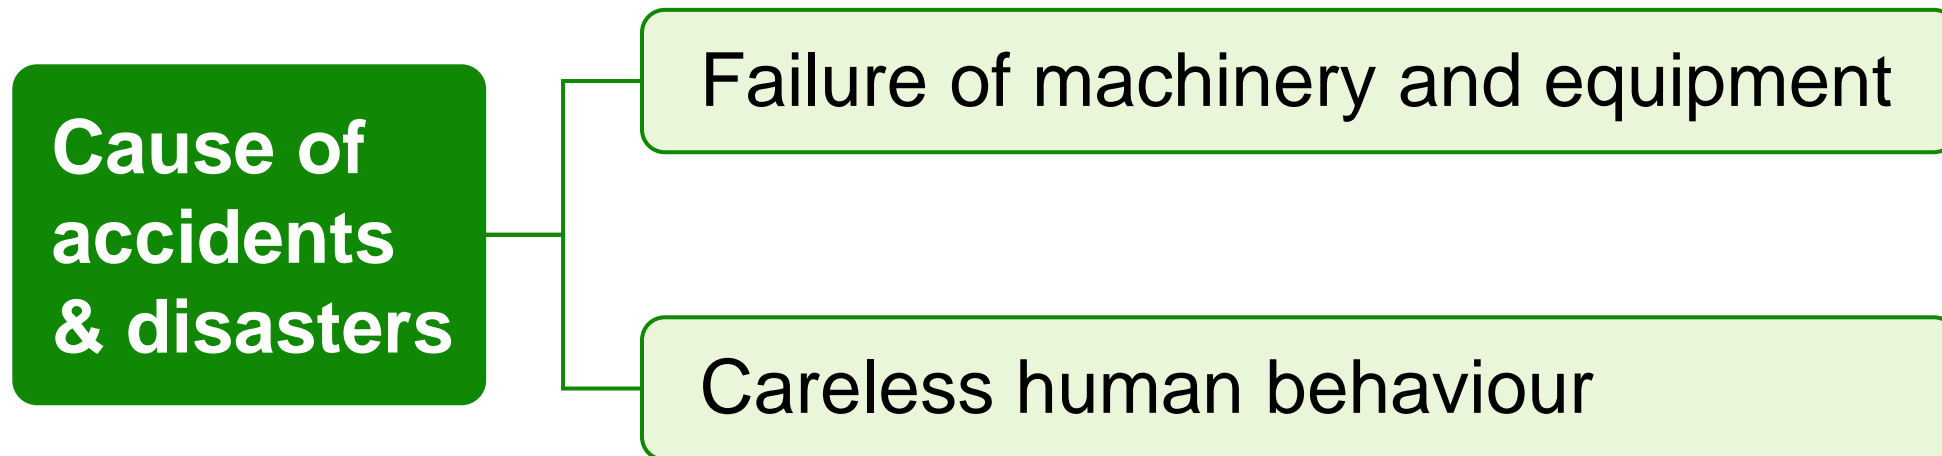 Cause of
accidents
& disasters
Failure of machinery and equipment
Careless human behaviour